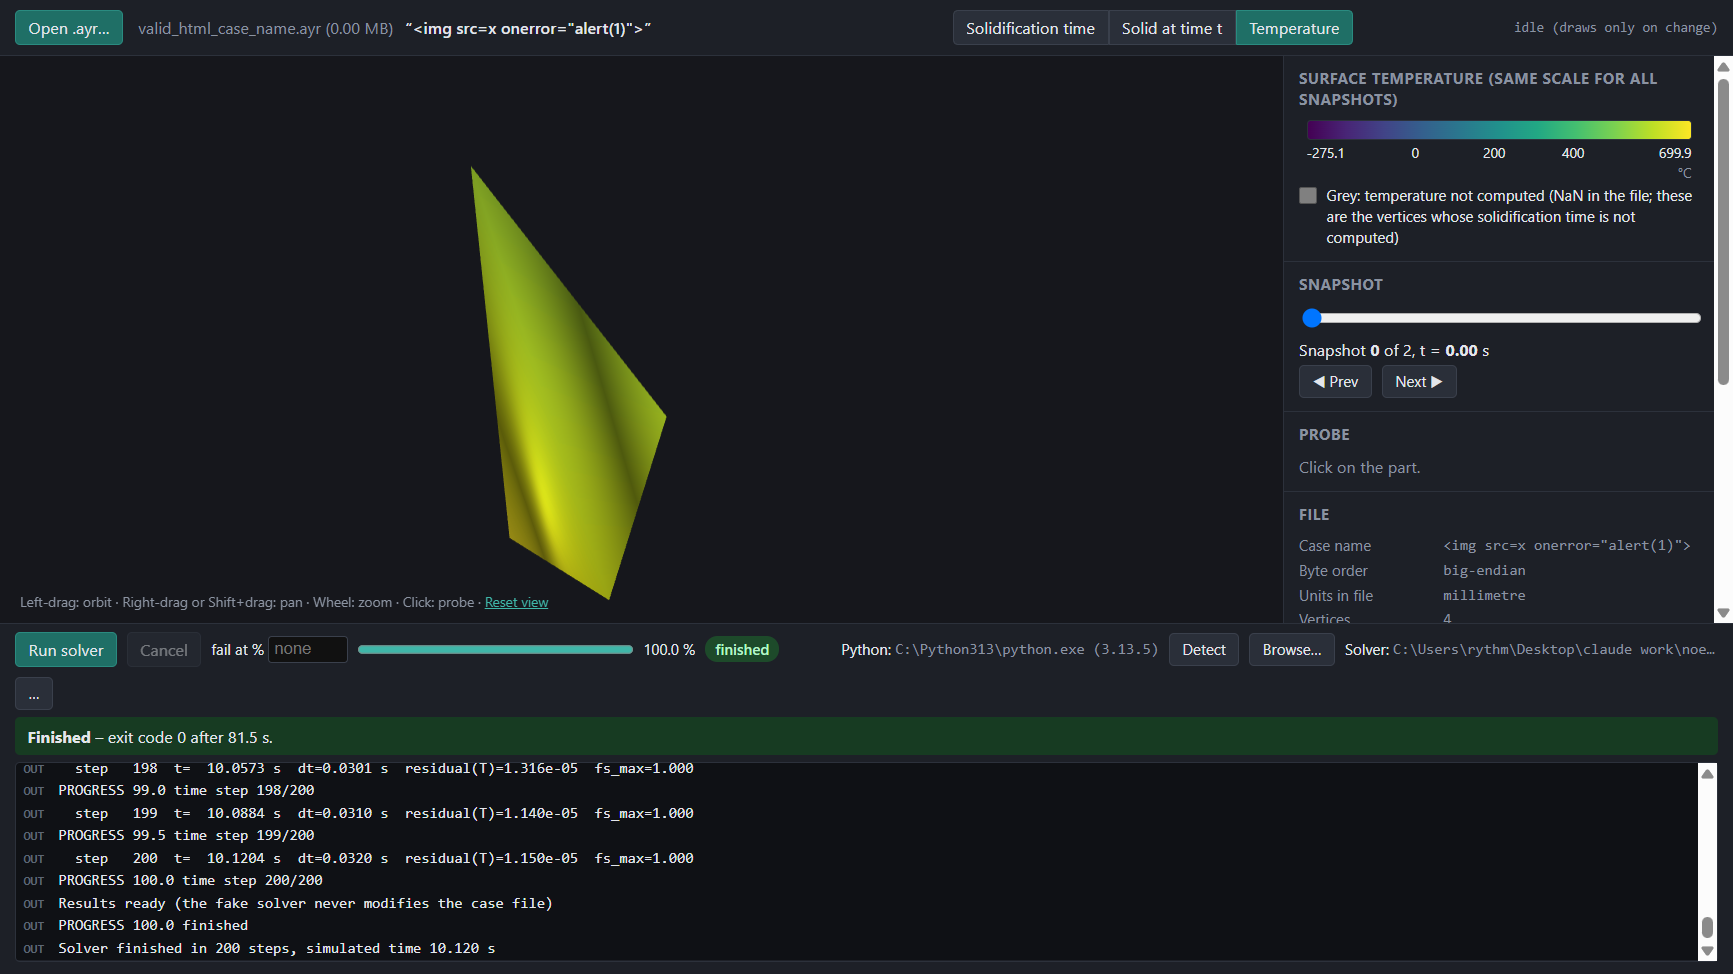 Open .ayr...
valid_html_case_name.ayr (0.00 MB)
“<img src=x onerror="alert(1)">”
Solidification time
Solid at time t
Temperature
idle (draws only on change)
SURFACE TEMPERATURE (SAME SCALE FOR ALL
SNAPSHOTS)
-275.1 0 200 400 699.9
°C
Grey: temperature not computed (NaN in the file; these
are the vertices whose solidification time is not
computed)
SNAPSHOT
Snapshot 0 of 2, t = 0.00 s
◀ Prev
Next ▶
PROBE
Click on the part.
FILE
Case name <img src=x onerror="alert(1)">
Byte order big-endian
Units in file millimetre
Vertices 4
Left-drag: orbit · Right-drag or Shift+drag: pan · Wheel: zoom · Click: probe · Reset view
Run solver
Cancel
fail at % none
100.0 %
finished
Python: C:\Python313\python.exe (3.13.5)
Detect
Browse...
Solver: C:\Users\rythm\Desktop\claude work\noe…
...
Finished – exit code 0 after 81.5 s.
OUT step 198 t= 10.0573 s dt=0.0301 s residual(T)=1.316e-05 fs_max=1.000
OUT PROGRESS 99.0 time step 198/200
OUT step 199 t= 10.0884 s dt=0.0310 s residual(T)=1.140e-05 fs_max=1.000
OUT PROGRESS 99.5 time step 199/200
OUT step 200 t= 10.1204 s dt=0.0320 s residual(T)=1.150e-05 fs_max=1.000
OUT PROGRESS 100.0 time step 200/200
OUT Results ready (the fake solver never modifies the case file)
OUT PROGRESS 100.0 finished
OUT Solver finished in 200 steps, simulated time 10.120 s